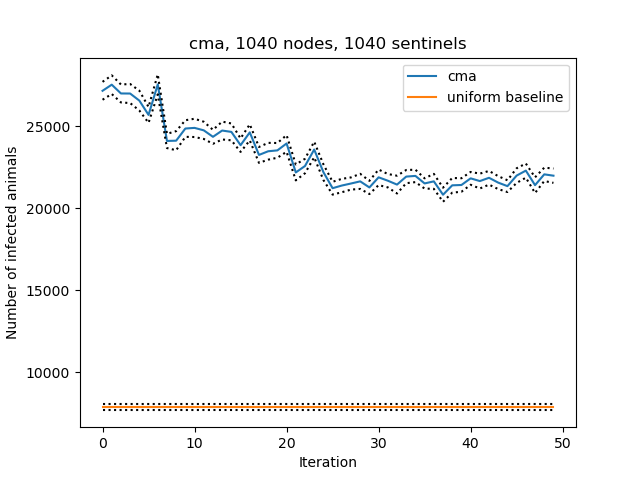 cma, 1040 nodes, 1040 sentinels
cma
uniform baseline
Number of infected animals
25000
20000
15000
10000
0 10 20 30 40 50
Iteration